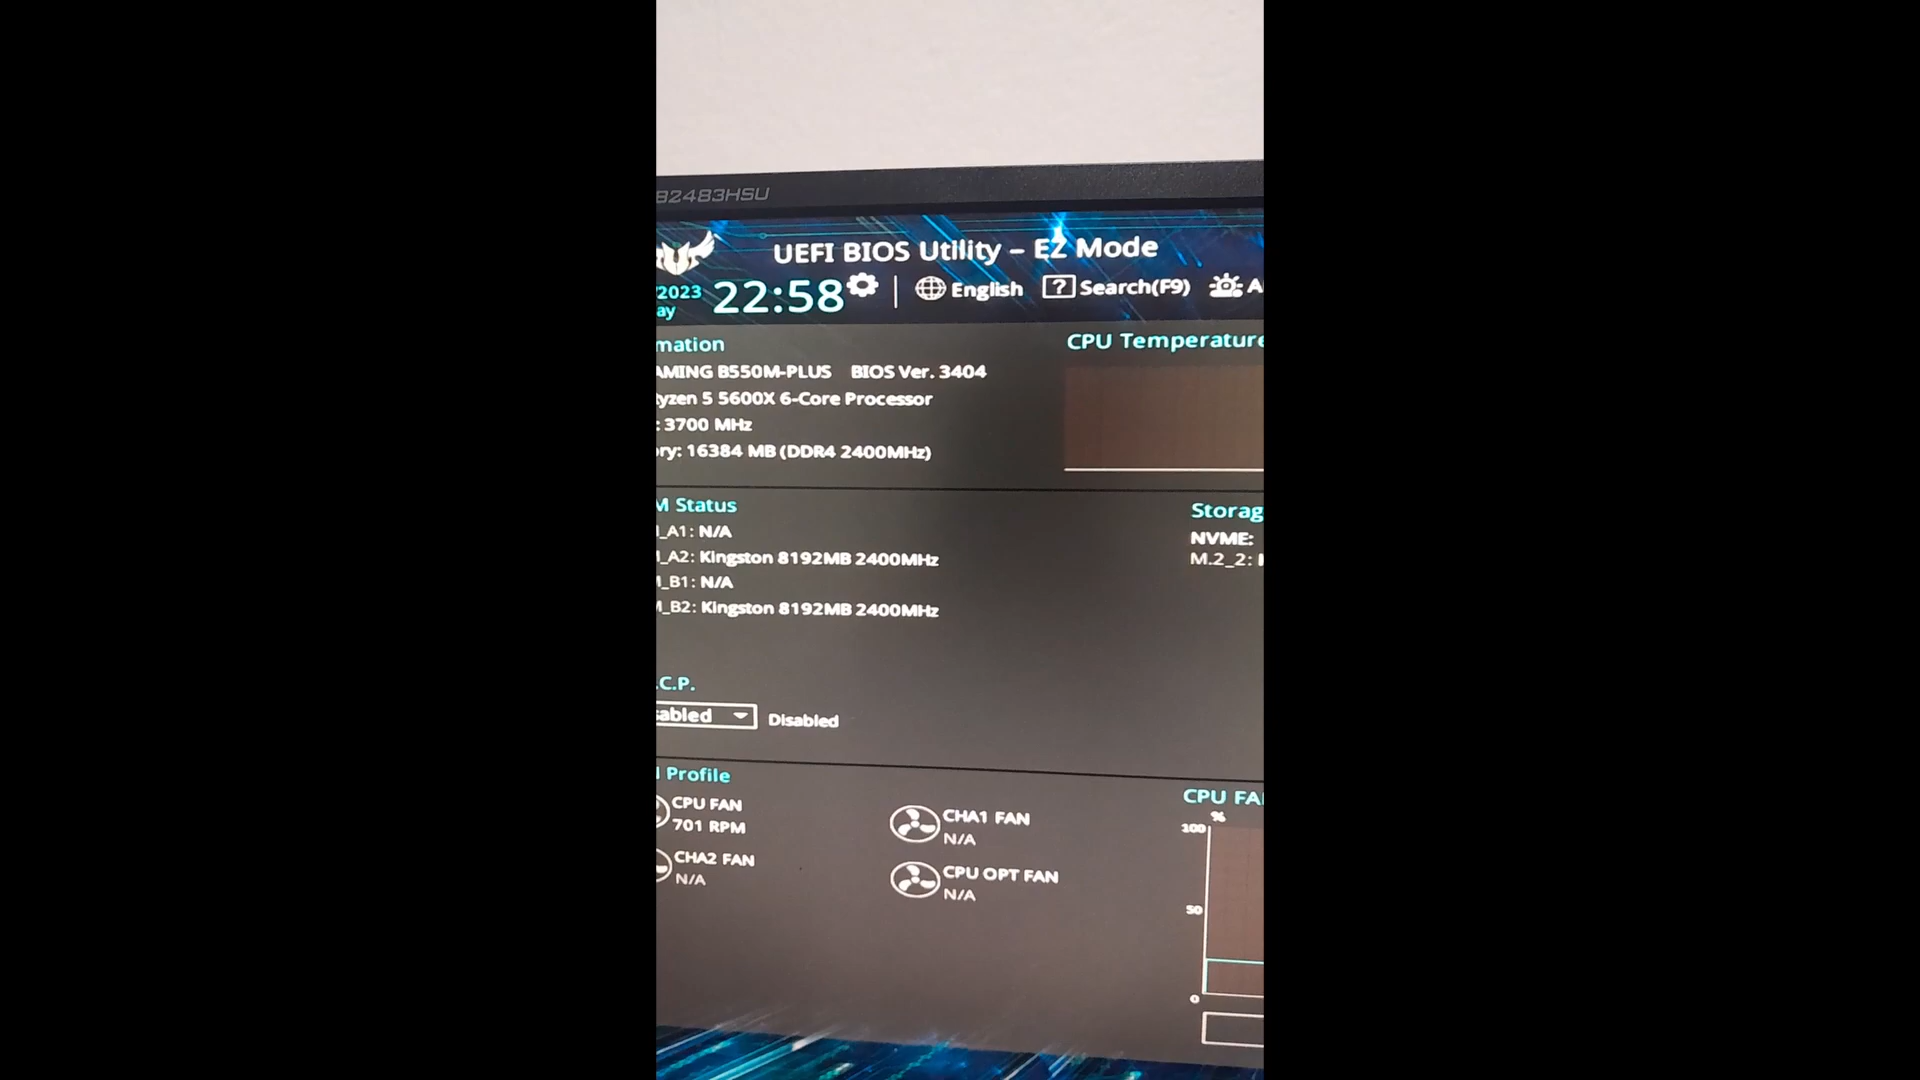 B2483HSU
UEFI BIOS Utility – EZ Mode
2023
ay
22:58
English
Search(F9)
A
mation
AMING B550M-PLUS BIOS Ver. 3404
yzen 5 5600X 6-Core Processor
: 3700 MHz
ory: 16384 MB (DDR4 2400MHz)
CPU Temperature
M Status
_A1: N/A
_A2: Kingston 8192MB 2400MHz
_B1: N/A
M_B2: Kingston 8192MB 2400MHz
Storag
NVME:
M.2_2:
.C.P.
sabled
Disabled
Profile
CPU FAN
701 RPM
CHA1 FAN
N/A
CHA2 FAN
N/A
CPU OPT FAN
N/A
CPU FA
%
100
50
0